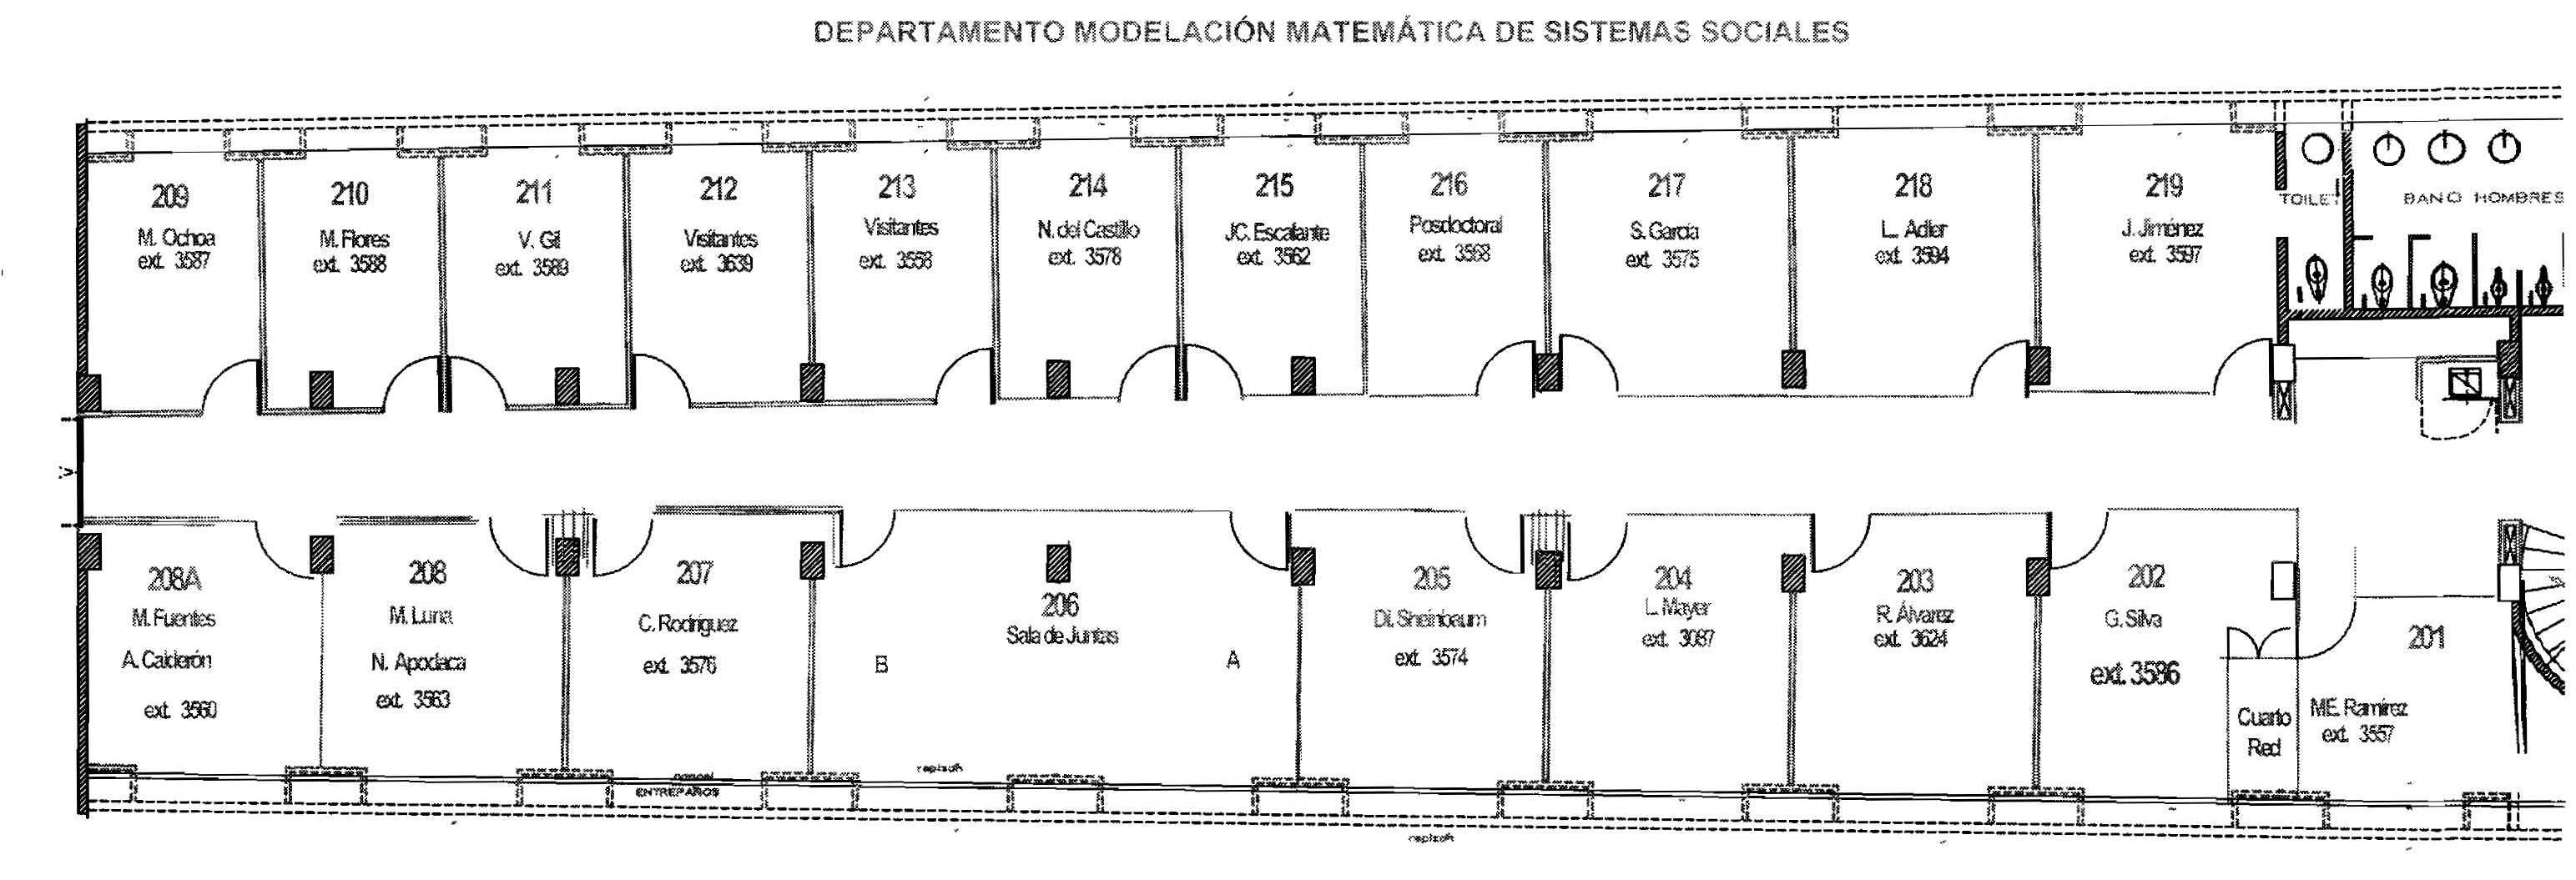 DEPARTAMENTO MODELACIÓN MATEMÁTICA DE SISTEMAS SOCIALES
209
M. Ochoa
ext. 3587
210
M. Flores
ext. 3588
211
V. Gil
ext. 3589
212
Visitantes
ext. 3639
213
Visitantes
ext. 3558
214
N. del Castillo
ext. 3578
215
JC. Escalante
ext. 3562
216
Posdoctoral
ext. 3568
217
S. García
ext. 3575
218
L. Adler
ext. 3594
219
J. Jiménez
ext. 3597
TOILET
BANO HOMBRES
208A
M. Fuentes
A. Calderón
ext. 3560
208
M. Luna
N. Apodaca
ext. 3563
207
C. Rodríguez
ext. 3576
ENTREPAÑOS
206
Sala de Juntas
B
A
205
ext. 3574
204
L. Mayer
ext. 3087
203
R. Álvarez
ext. 3624
202
G. Silva
ext. 3586
Cuarto
Red
201
ME. Ramírez
ext. 3557